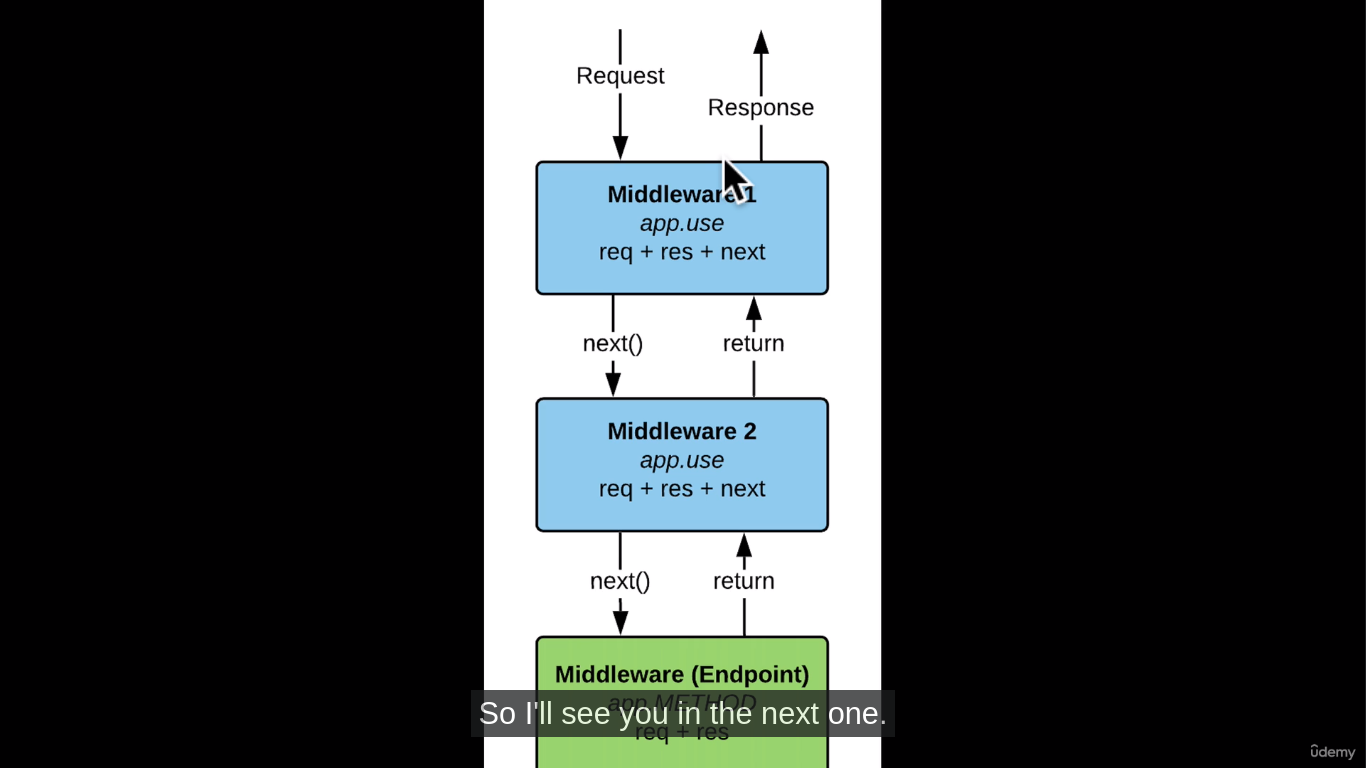 Request
Response
Middleware 1
app.use
req + res + next
next()
return
Middleware 2
app.use
req + res + next
next()
return
Middleware (Endpoint)
app.METHOD
So I'll see you in the next one.
req + res
ûdemy